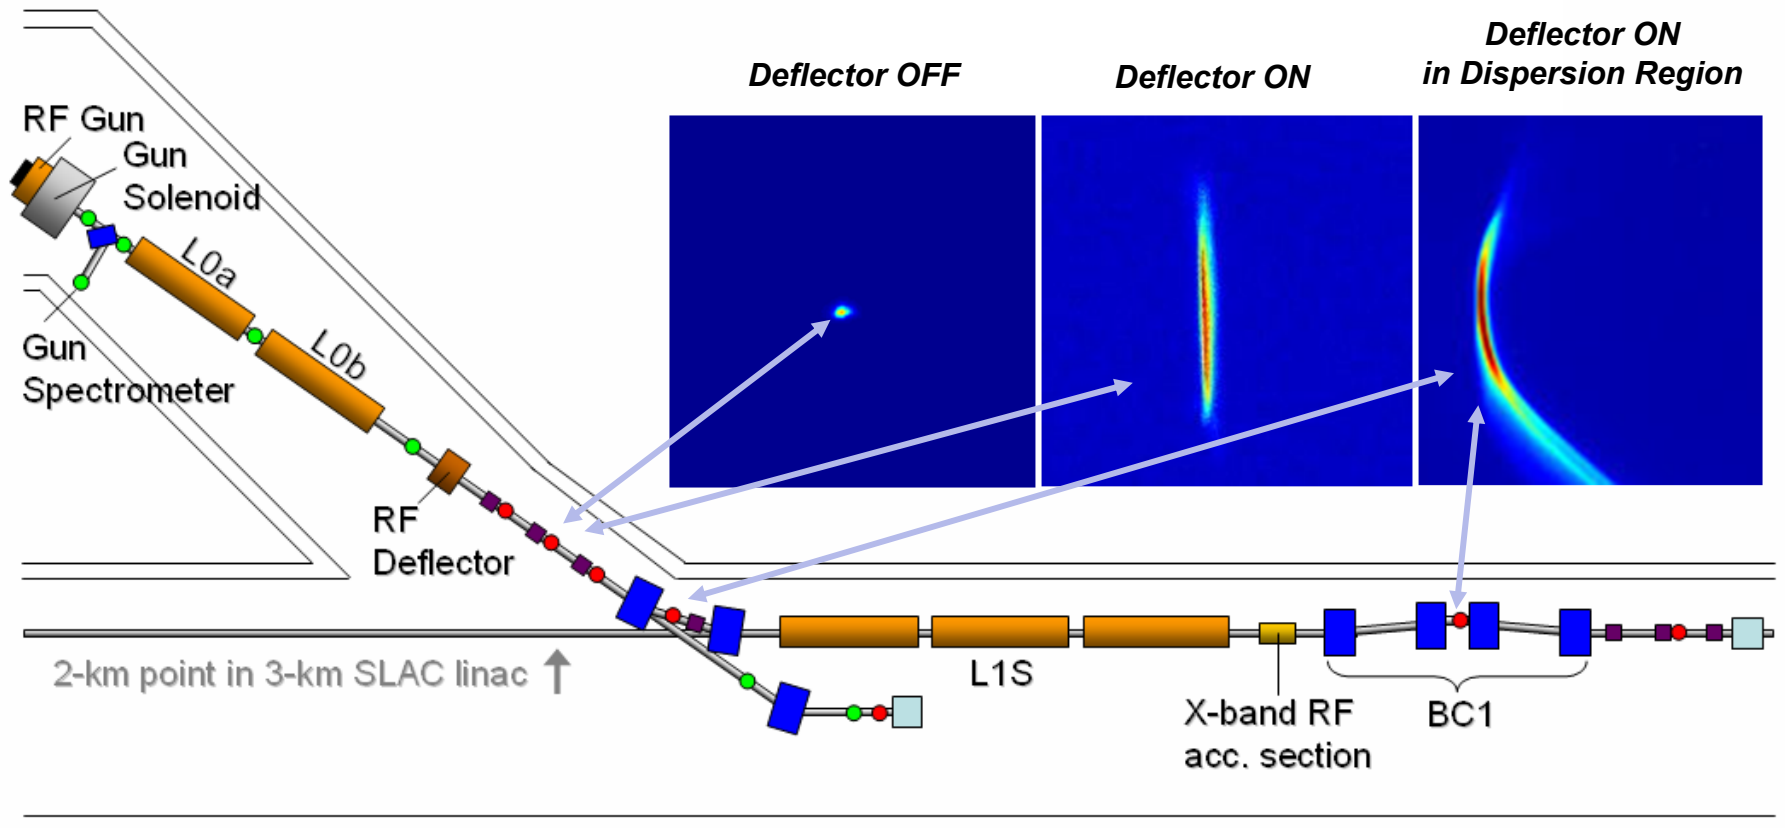 Deflector OFF
Deflector ON
Deflector ON
in Dispersion Region
RF Gun
Gun
Solenoid
L0a
L0b
Gun
Spectrometer
RF
Deflector
2-km point in 3-km SLAC linac
L1S
X-band RF
acc. section
BC1